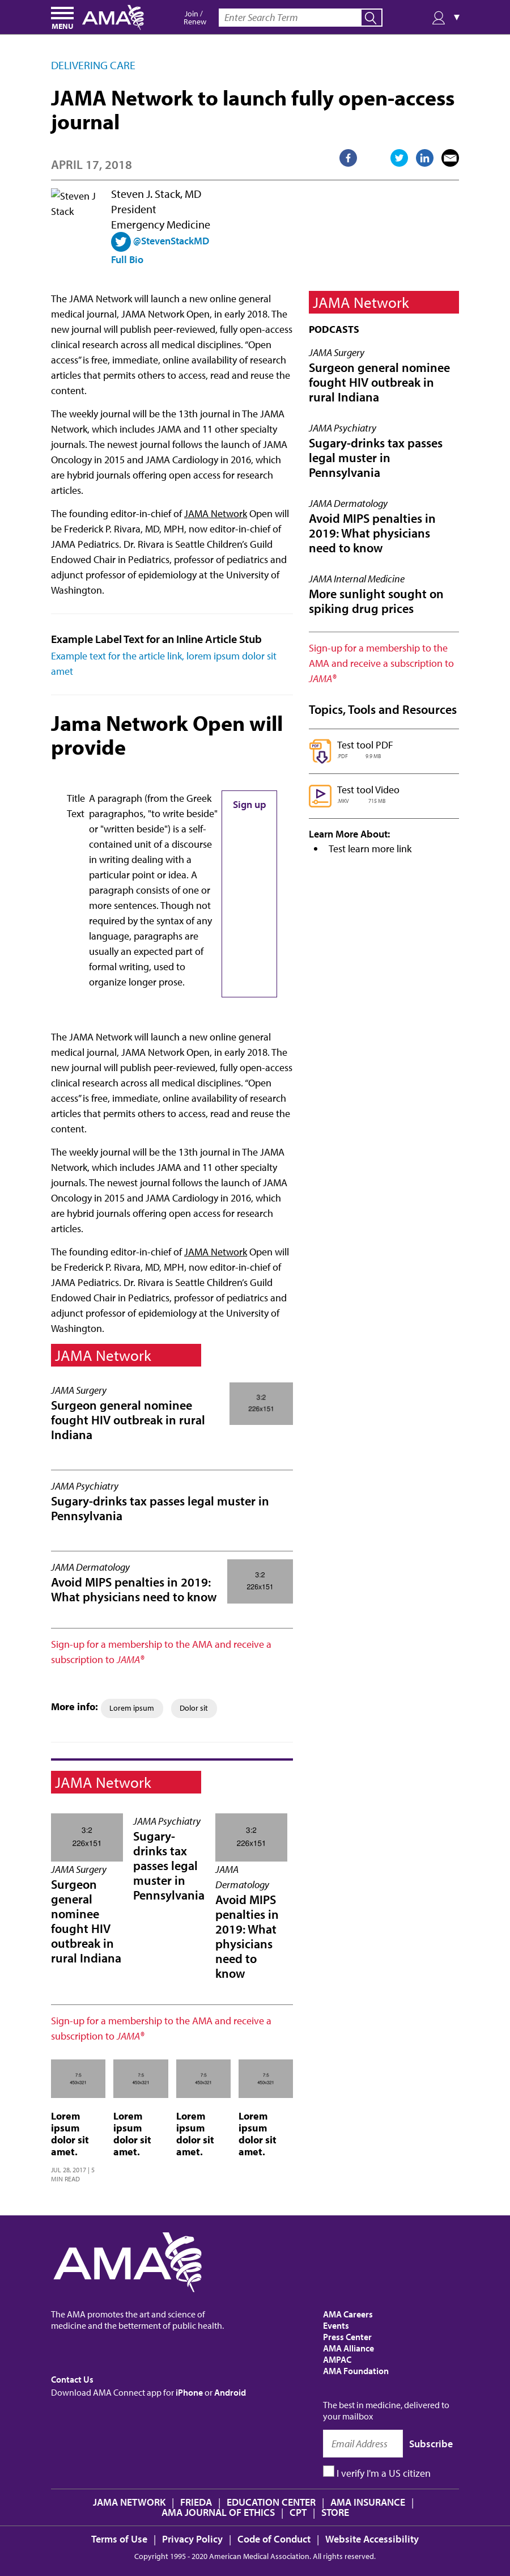 MENU
AMA
Join /
Renew
Enter Search Term
▼
DELIVERING CARE
JAMA Network to launch fully open-access
journal
APRIL 17, 2018
Steven J
Stack
Steven J. Stack, MD
President
Emergency Medicine
@StevenStackMD
Full Bio
The JAMA Network will launch a new online general
medical journal, JAMA Network Open, in early 2018. The
new journal will publish peer-reviewed, fully open-access
clinical research across all medical disciplines. “Open
access” is free, immediate, online availability of research
articles that permits others to access, read and reuse the
content.
The weekly journal will be the 13th journal in The JAMA
Network, which includes JAMA and 11 other specialty
journals. The newest journal follows the launch of JAMA
Oncology in 2015 and JAMA Cardiology in 2016, which
are hybrid journals offering open access for research
articles.
The founding editor-in-chief of JAMA Network Open will
be Frederick P. Rivara, MD, MPH, now editor-in-chief of
JAMA Pediatrics. Dr. Rivara is Seattle Children’s Guild
Endowed Chair in Pediatrics, professor of pediatrics and
adjunct professor of epidemiology at the University of
Washington.
Example Label Text for an Inline Article Stub
Example text for the article link, lorem ipsum dolor sit
amet
Jama Network Open will
provide
Title
Text
A paragraph (from the Greek
paragraphos, "to write beside"
or "written beside") is a self-
contained unit of a discourse
in writing dealing with a
particular point or idea. A
paragraph consists of one or
more sentences. Though not
required by the syntax of any
language, paragraphs are
usually an expected part of
formal writing, used to
organize longer prose.
Sign up
The JAMA Network will launch a new online general
medical journal, JAMA Network Open, in early 2018. The
new journal will publish peer-reviewed, fully open-access
clinical research across all medical disciplines. “Open
access” is free, immediate, online availability of research
articles that permits others to access, read and reuse the
content.
The weekly journal will be the 13th journal in The JAMA
Network, which includes JAMA and 11 other specialty
journals. The newest journal follows the launch of JAMA
Oncology in 2015 and JAMA Cardiology in 2016, which
are hybrid journals offering open access for research
articles.
The founding editor-in-chief of JAMA Network Open will
be Frederick P. Rivara, MD, MPH, now editor-in-chief of
JAMA Pediatrics. Dr. Rivara is Seattle Children’s Guild
Endowed Chair in Pediatrics, professor of pediatrics and
adjunct professor of epidemiology at the University of
Washington.
JAMA Network
JAMA Surgery
Surgeon general nominee
fought HIV outbreak in rural
Indiana
3:2
226x151
JAMA Psychiatry
Sugary-drinks tax passes legal muster in
Pennsylvania
JAMA Dermatology
Avoid MIPS penalties in 2019:
What physicians need to know
3:2
226x151
Sign-up for a membership to the AMA and receive a
subscription to JAMA®
More info: Lorem ipsum Dolor sit
JAMA Network
3:2
226x151
JAMA Surgery
Surgeon
general
nominee
fought HIV
outbreak in
rural Indiana
JAMA Psychiatry
Sugary-
drinks tax
passes legal
muster in
Pennsylvania
3:2
226x151
JAMA
Dermatology
Avoid MIPS
penalties in
2019: What
physicians
need to
know
Sign-up for a membership to the AMA and receive a
subscription to JAMA®
Lorem
ipsum
dolor sit
amet.
JUL 28, 2017 | 5
MIN READ
Lorem
ipsum
dolor sit
amet.
Lorem
ipsum
dolor sit
amet.
Lorem
ipsum
dolor sit
amet.
JAMA Network
PODCASTS
JAMA Surgery
Surgeon general nominee
fought HIV outbreak in
rural Indiana
JAMA Psychiatry
Sugary-drinks tax passes
legal muster in
Pennsylvania
JAMA Dermatology
Avoid MIPS penalties in
2019: What physicians
need to know
JAMA Internal Medicine
More sunlight sought on
spiking drug prices
Sign-up for a membership to the
AMA and receive a subscription to
JAMA®
Topics, Tools and Resources
PDF
Test tool PDF
.PDF 9.9 MB
Test tool Video
.MKV 71.5 MB
Learn More About:
• Test learn more link
AMA
The AMA promotes the art and science of
medicine and the betterment of public health.
Contact Us
Download AMA Connect app for iPhone or Android
AMA Careers
Events
Press Center
AMA Alliance
AMPAC
AMA Foundation
The best in medicine, delivered to
your mailbox
Email Address Subscribe
I verify I'm a US citizen
JAMA NETWORK | FRIEDA | EDUCATION CENTER | AMA INSURANCE |
AMA JOURNAL OF ETHICS | CPT | STORE
Terms of Use | Privacy Policy | Code of Conduct | Website Accessibility
Copyright 1995 - 2020 American Medical Association. All rights reserved.